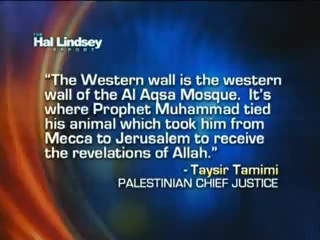 THE
Hal Lindsey
REPORT
“The Western wall is the western
wall of the Al Aqsa Mosque.  It’s
where Prophet Muhammad tied
his animal which took him from
Mecca to Jerusalem to receive
the revelations of Allah.”
- Taysir Tamimi
PALESTINIAN CHIEF JUSTICE